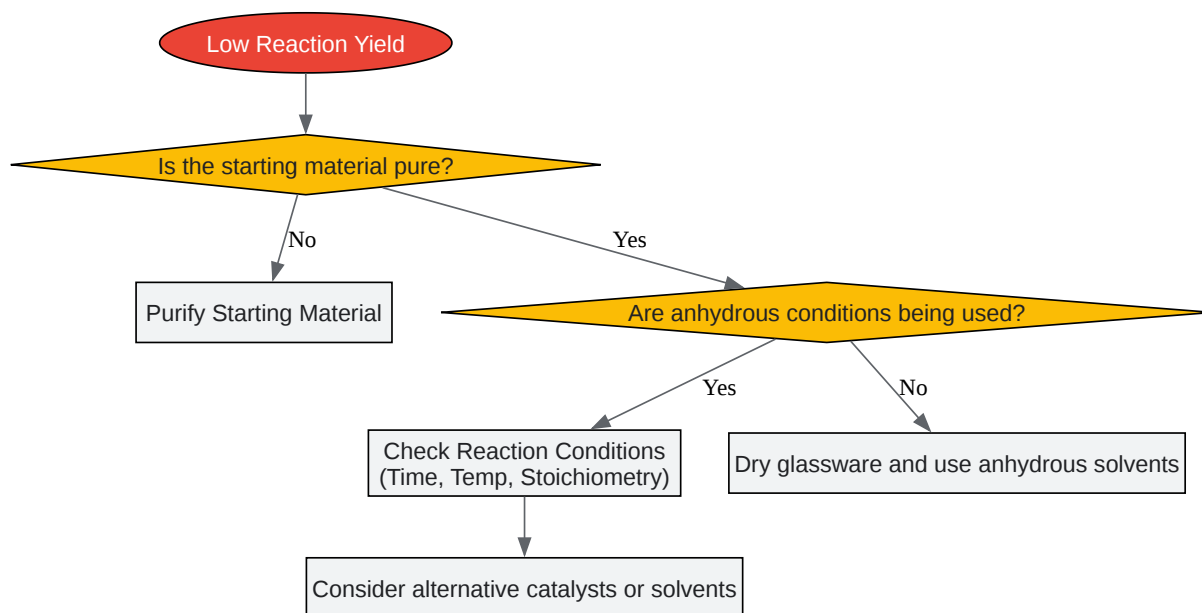 Low Reaction Yield
Is the starting material pure?
No
Yes
Purify Starting Material
Are anhydrous conditions being used?
Yes
No
Check Reaction Conditions
(Time, Temp, Stoichiometry)
Dry glassware and use anhydrous solvents
Consider alternative catalysts or solvents